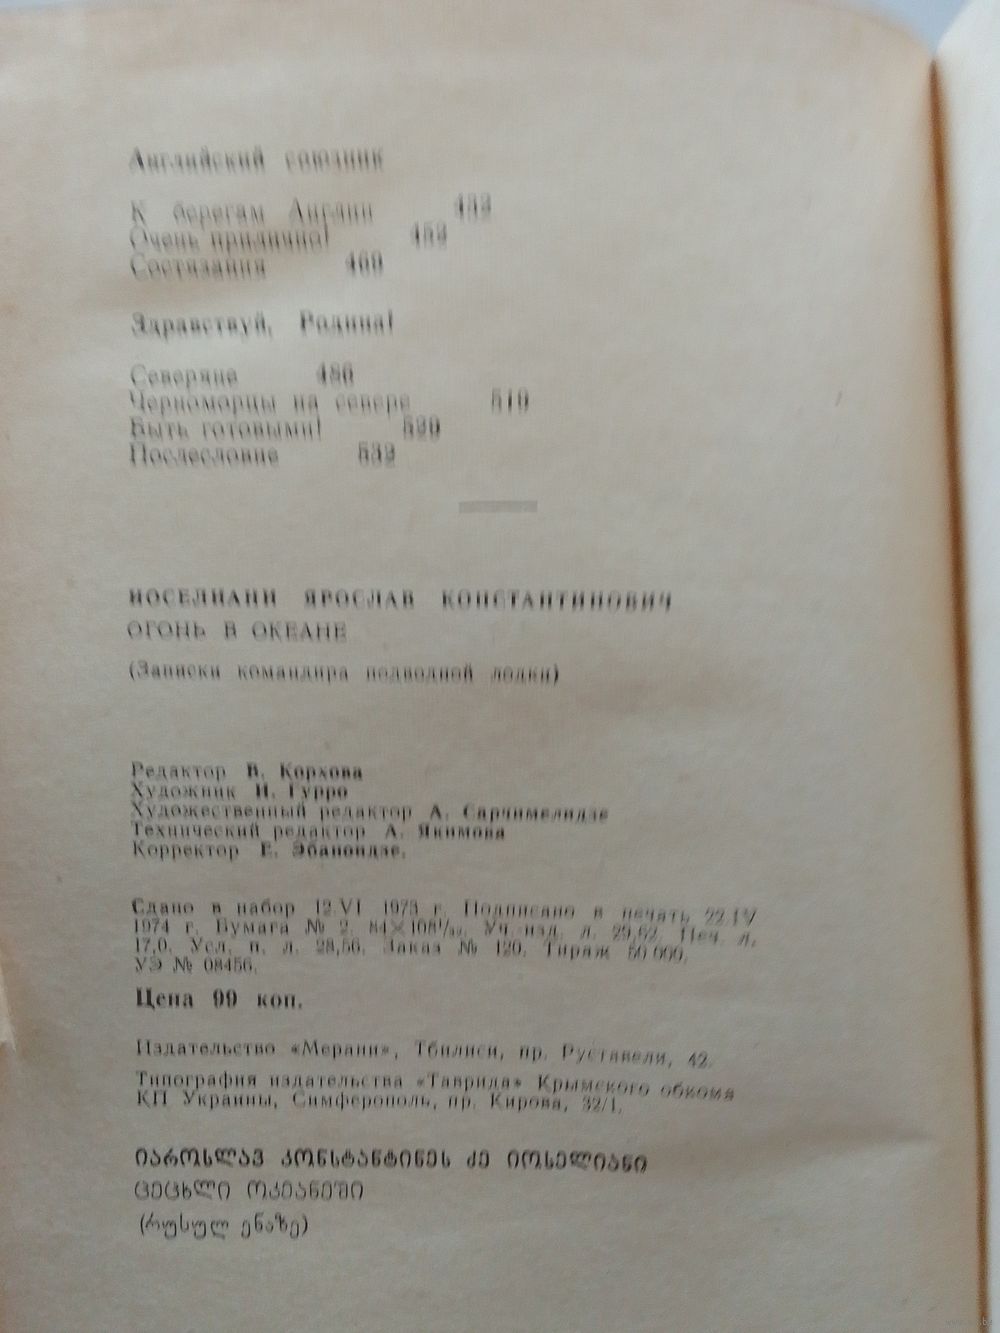 Английский союзник
К берегам Англии 452
Очень прилично! 453
Состязания 460
Здравствуй, Родина!
Северяне 486
Черноморцы на севере 510
Быть готовыми! 520
Послесловие 532
ИОСЕЛИАНИ ЯРОСЛАВ КОНСТАНТИНОВИЧ
ОГОНЬ В ОКЕАНЕ
(Записки командира подводной лодки)
Редактор В. Корхова
Художник И. Гурро
Художественный редактор А. Сарчимелидзе
Технический редактор А. Якимова
Корректор Е. Эбаноидзе.
Сдано в набор 12.VI 1973 г. Подписано в печать 22.IV
1974 г. Бумага № 2. 84×108¹/₃₂. Уч.-изд. л. 29,62. Печ. л.
17,0. Усл. п. л. 28,56. Заказ № 120. Тираж 50 000.
УЭ № 08456.
Цена 99 коп.
Издательство «Мерани», Тбилиси, пр. Руставели, 42.
Типография издательства «Таврида» Крымского обкома
КП Украины, Симферополь, пр. Кирова, 32/1.
იაროსლავ კონსტანტინეს ძე იოსელიანი
ცეცხლი ოკეანეში
(რუსულ ენაზე)